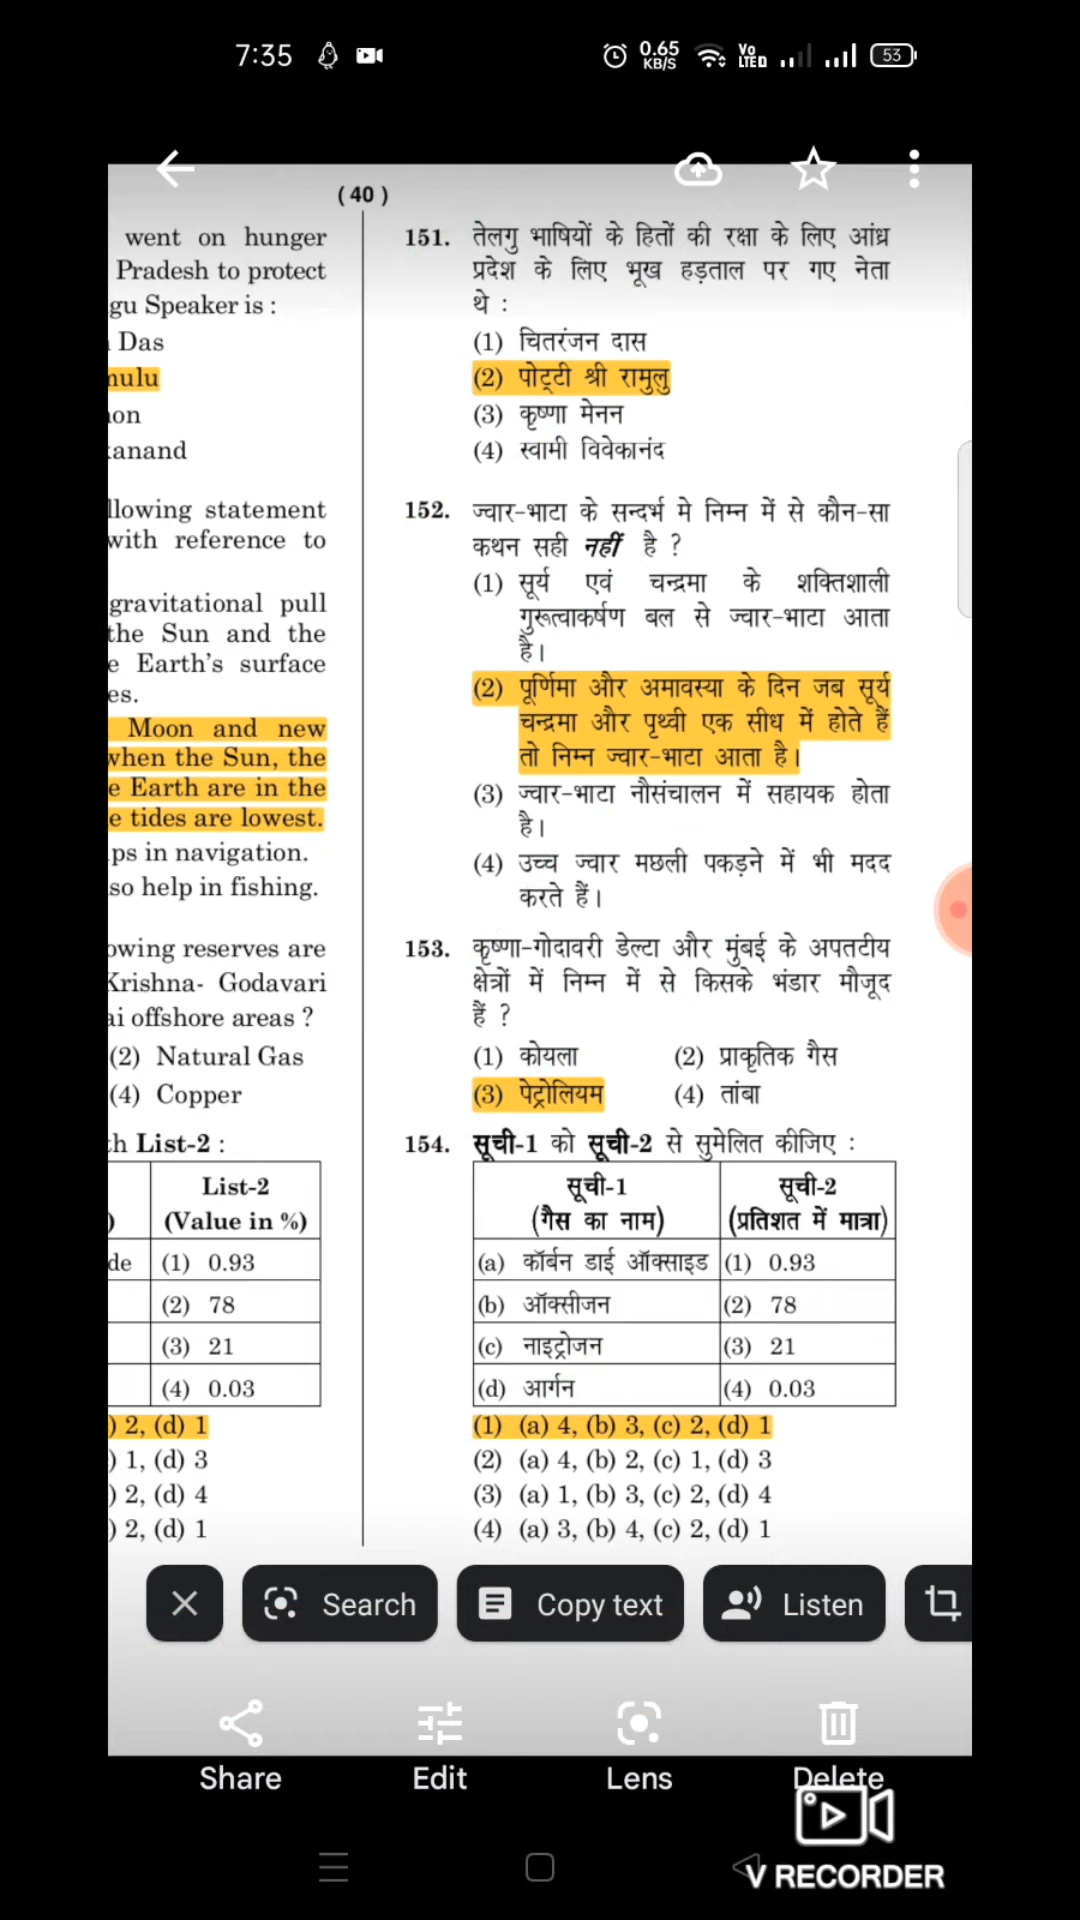 7:35
0.65
KB/S
Vo
LTED
53
( 40 )
went on hunger
Pradesh to protect
gu Speaker is :
Das
nulu
on
anand
llowing statement
with reference to
gravitational pull
the Sun and the
e Earth's surface
es.
Moon and new
when the Sun, the
e Earth are in the
e tides are lowest.
ps in navigation.
so help in fishing.
owing reserves are
Krishna- Godavari
ai offshore areas ?
(2) Natural Gas
(4) Copper
h List-2 :
List-2
) (Value in %)
de (1) 0.93
(2) 78
(3) 21
(4) 0.03
) 2, (d) 1
) 1, (d) 3
) 2, (d) 4
) 2, (d) 1
151. तेलगु भाषियों के हितों की रक्षा के लिए आंध्र
प्रदेश के लिए भूख हड़ताल पर गए नेता
थे :
(1) चितरंजन दास
(2) पोट्टी श्री रामुलु
(3) कृष्णा मेनन
(4) स्वामी विवेकानंद
152. ज्वार-भाटा के सन्दर्भ मे निम्न में से कौन-सा
कथन सही नहीं है ?
(1) सूर्य एवं चन्द्रमा के शक्तिशाली
गुरूत्वाकर्षण बल से ज्वार-भाटा आता
है।
(2) पूर्णिमा और अमावस्या के दिन जब सूर्य
चन्द्रमा और पृथ्वी एक सीध में होते हैं
तो निम्न ज्वार-भाटा आता है।
(3) ज्वार-भाटा नौसंचालन में सहायक होता
है।
(4) उच्च ज्वार मछली पकड़ने में भी मदद
करते हैं।
153. कृष्णा-गोदावरी डेल्टा और मुंबई के अपतटीय
क्षेत्रों में निम्न में से किसके भंडार मौजूद
हैं ?
(1) कोयला (2) प्राकृतिक गैस
(3) पेट्रोलियम (4) तांबा
154. सूची-1 को सूची-2 से सुमेलित कीजिए :
सूची-1 सूची-2
(गैस का नाम) (प्रतिशत में मात्रा)
(a) कॉर्बन डाई ऑक्साइड (1) 0.93
(b) ऑक्सीजन (2) 78
(c) नाइट्रोजन (3) 21
(d) आर्गन (4) 0.03
(1) (a) 4, (b) 3, (c) 2, (d) 1
(2) (a) 4, (b) 2, (c) 1, (d) 3
(3) (a) 1, (b) 3, (c) 2, (d) 4
(4) (a) 3, (b) 4, (c) 2, (d) 1
Search Copy text Listen
Share Edit Lens Delete
V RECORDER